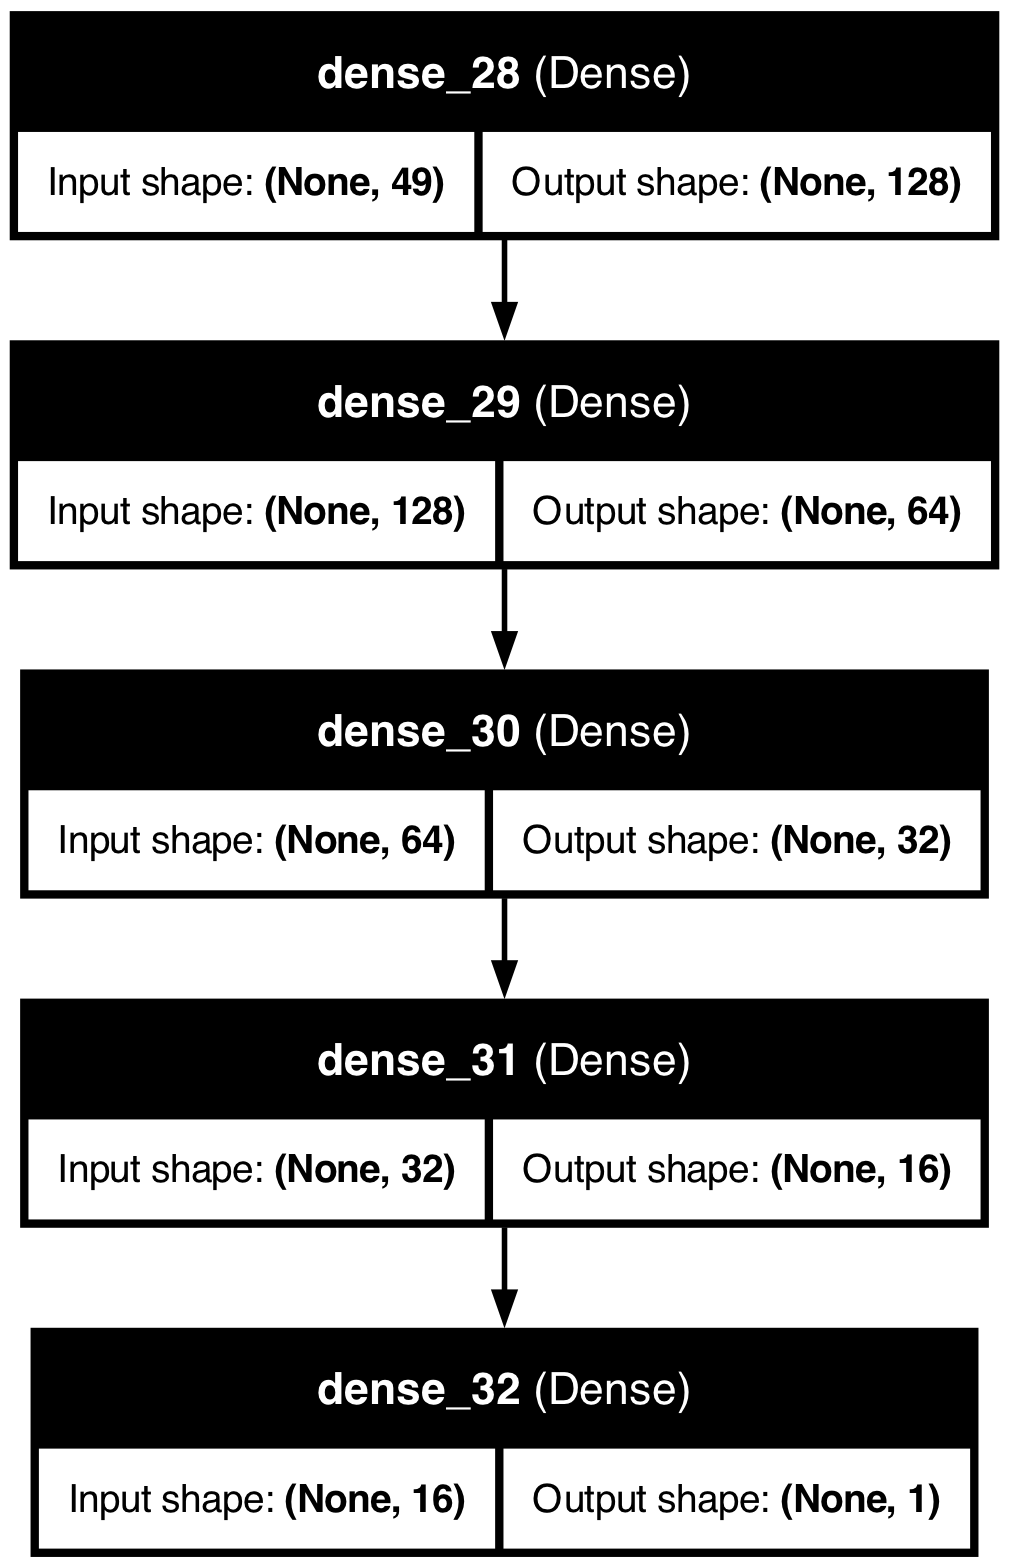 dense_28 (Dense)
Input shape: (None, 49) Output shape: (None, 128)
dense_29 (Dense)
Input shape: (None, 128) Output shape: (None, 64)
dense_30 (Dense)
Input shape: (None, 64) Output shape: (None, 32)
dense_31 (Dense)
Input shape: (None, 32) Output shape: (None, 16)
dense_32 (Dense)
Input shape: (None, 16) Output shape: (None, 1)